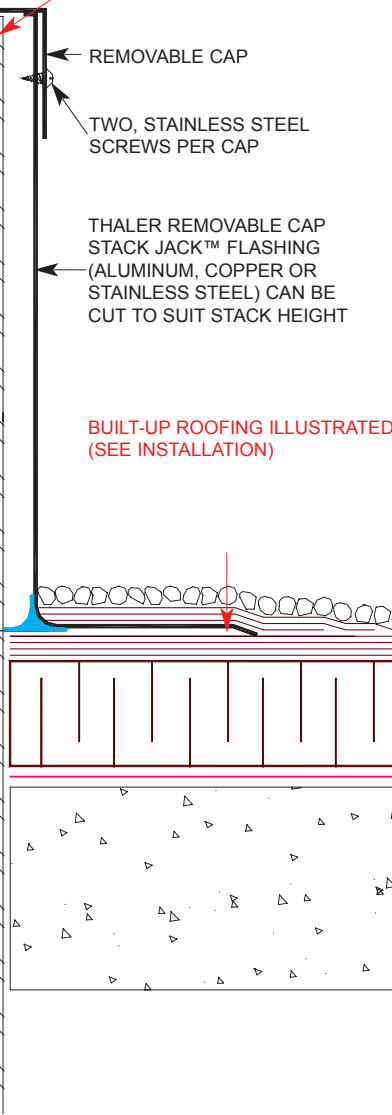 REMOVABLE CAP
TWO, STAINLESS STEEL
SCREWS PER CAP
THALER REMOVABLE CAP
STACK JACK™ FLASHING
(ALUMINUM, COPPER OR
STAINLESS STEEL) CAN BE
CUT TO SUIT STACK HEIGHT
BUILT-UP ROOFING ILLUSTRATED
(SEE INSTALLATION)